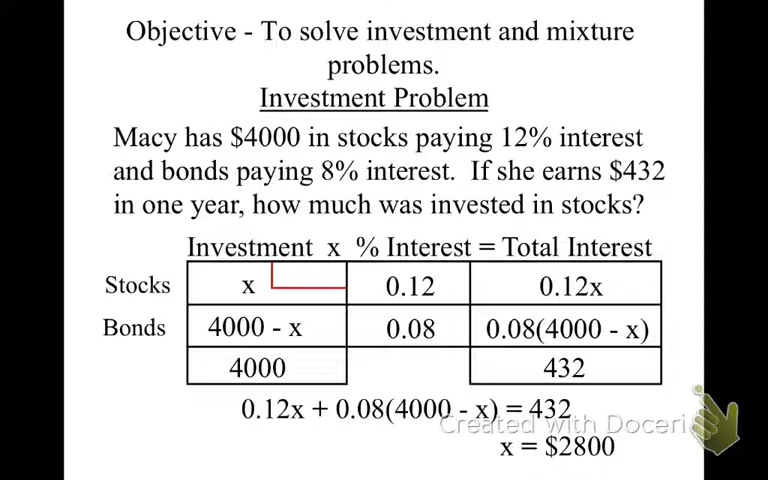 Objective - To solve investment and mixture
problems.
Investment Problem
Macy has $4000 in stocks paying 12% interest
and bonds paying 8% interest. If she earns $432
in one year, how much was invested in stocks?
Investment x % Interest = Total Interest
Stocks x 0.12 0.12x
Bonds 4000 - x 0.08 0.08(4000 - x)
4000 432
0.12x + 0.08(4000 - x) = 432
Created with Doceri
x = $2800